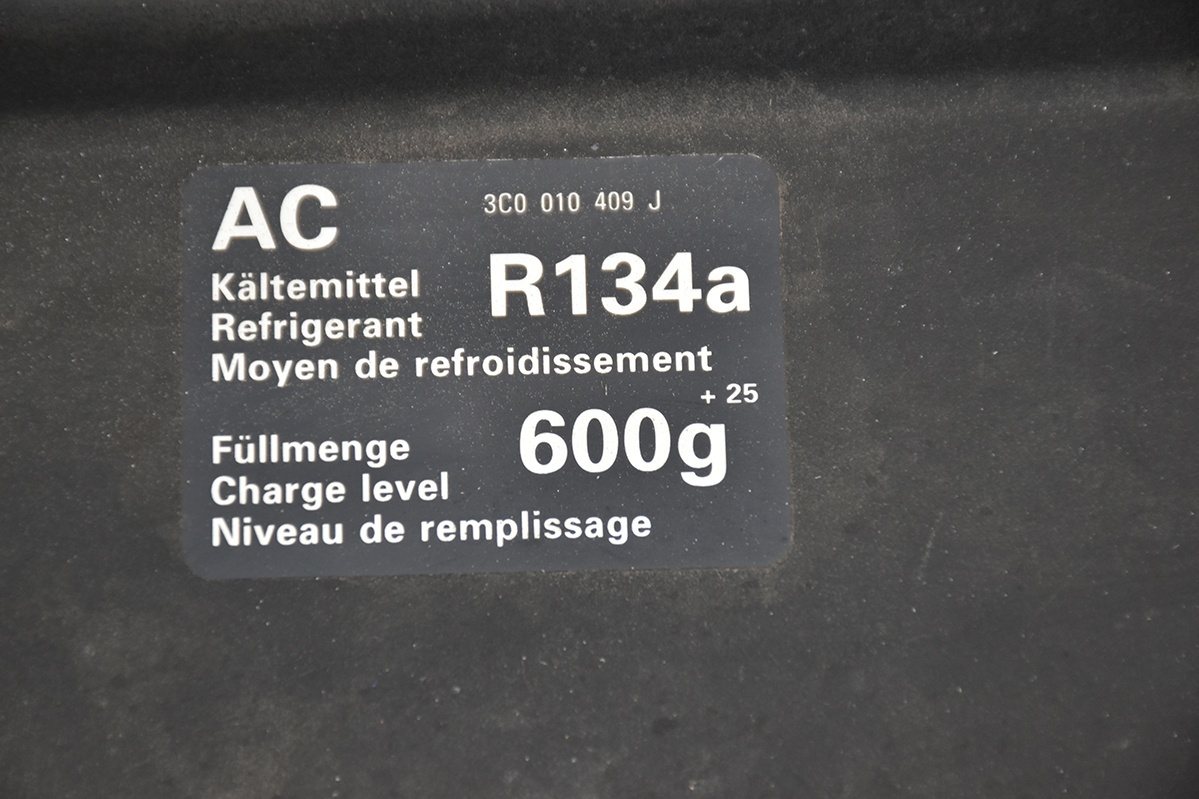 AC
3C0 010 409 J
Kältemittel
R134a
Refrigerant
Moyen de refroidissement
+ 25
600g
Füllmenge
Charge level
Niveau de remplissage